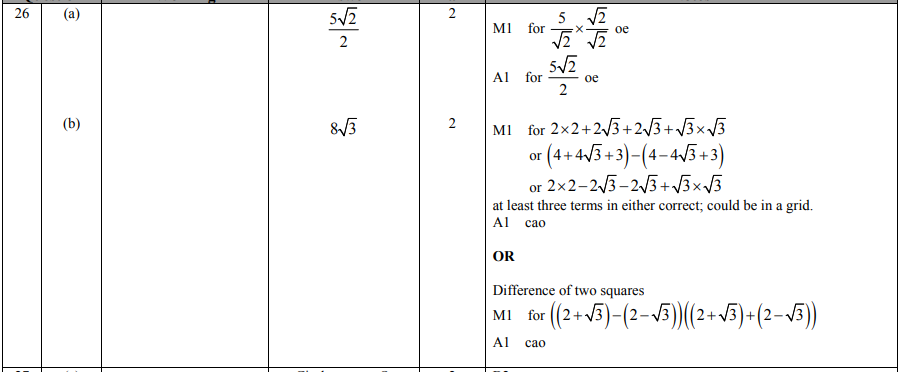 26 (a) 5√2/2 2 M1 for 5/√2 × √2/√2 oe
A1 for 5√2/2 oe
(b) 8√3 2 M1 for 2×2+2√3+2√3+√3×√3
or (4+4√3+3)−(4−4√3+3)
or 2×2−2√3−2√3+√3×√3
at least three terms in either correct; could be in a grid.
A1 cao
OR
Difference of two squares
M1 for ((2+√3)−(2−√3))((2+√3)+(2−√3))
A1 cao